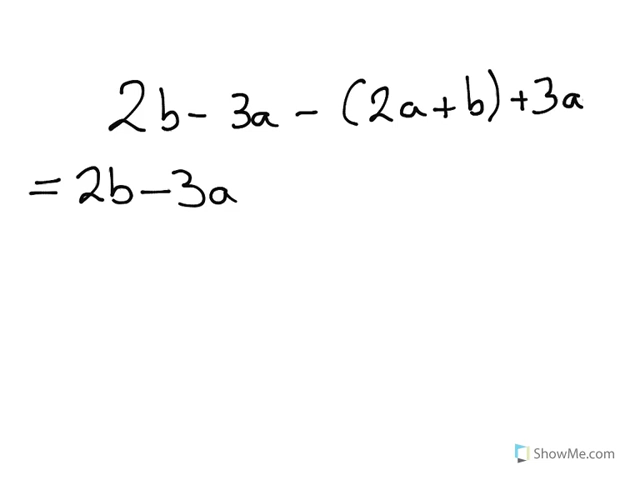 2b - 3a - (2a + b) + 3a
= 2b - 3a
ShowMe.com